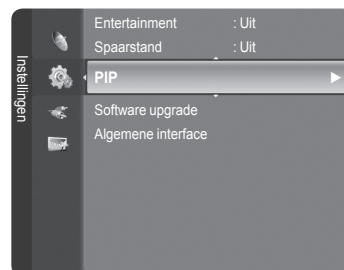 Instellingen
Entertainment : Uit
Spaarstand : Uit
PIP
Software upgrade
Algemene interface